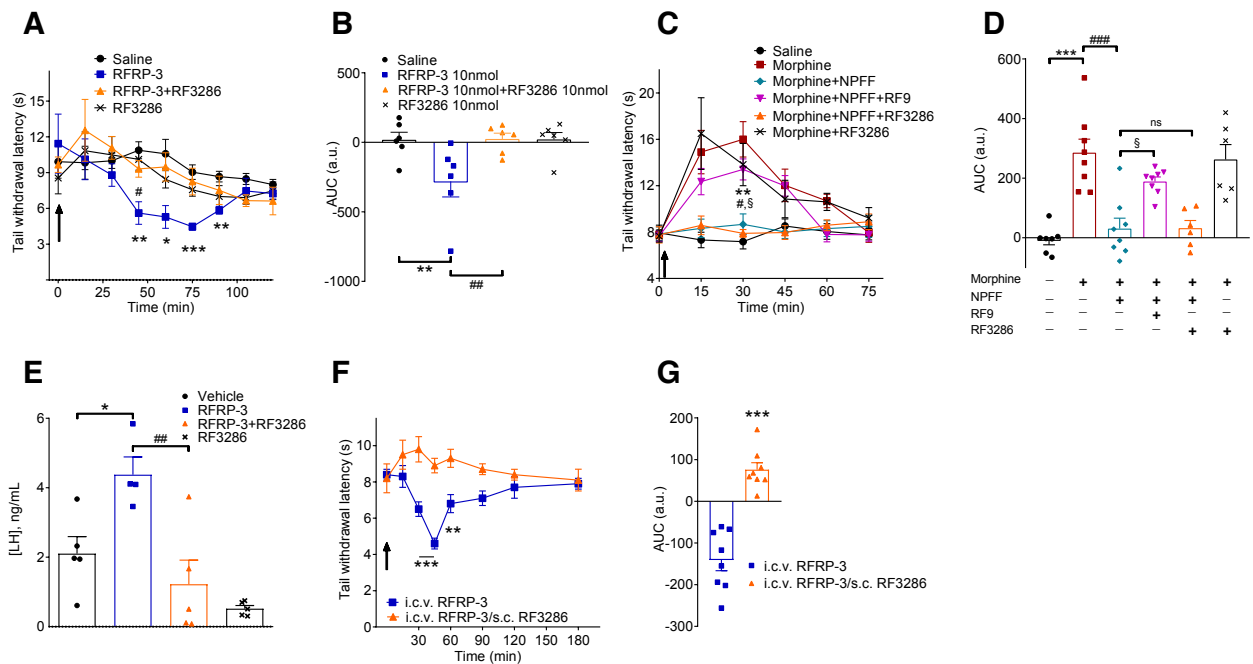 A
Saline
RFRP-3
RFRP-3+RF3286
RF3286
Tail withdrawal latency (s)
15
12
9
6
3
#
**
*
***
**
0
25
50
75
100
Time (min)
B
RFRP-3 10nmol
RFRP-3 10nmol+RF3286 10nmol
RF3286 10nmol
AUC (a.u.)
500
0
-500
-1000
**
##
C
Saline
Morphine
Morphine+NPFF
Morphine+NPFF+RF9
Morphine+NPFF+RF3286
Morphine+RF3286
Tail withdrawal latency (s)
20
16
12
8
4
**
#,§
0
15
30
45
60
75
Time (min)
D
AUC (a.u.)
600
400
200
0
***
###
ns
§
Morphine – + + + + +
NPFF – – + + + –
RF9 – – – + – –
RF3286 – – – – + +
E
Vehicle
RFRP-3
RFRP-3+RF3286
RF3286
[LH], ng/mL
6
4
2
0
*
##
F
Tail withdrawal latency (s)
10
8
6
4
2
0
**
***
i.c.v. RFRP-3
i.c.v. RFRP-3/s.c. RF3286
30
60
90
120
150
180
Time (min)
G
AUC (a.u.)
200
100
0
-100
-200
-300
***
i.c.v. RFRP-3
i.c.v. RFRP-3/s.c. RF3286